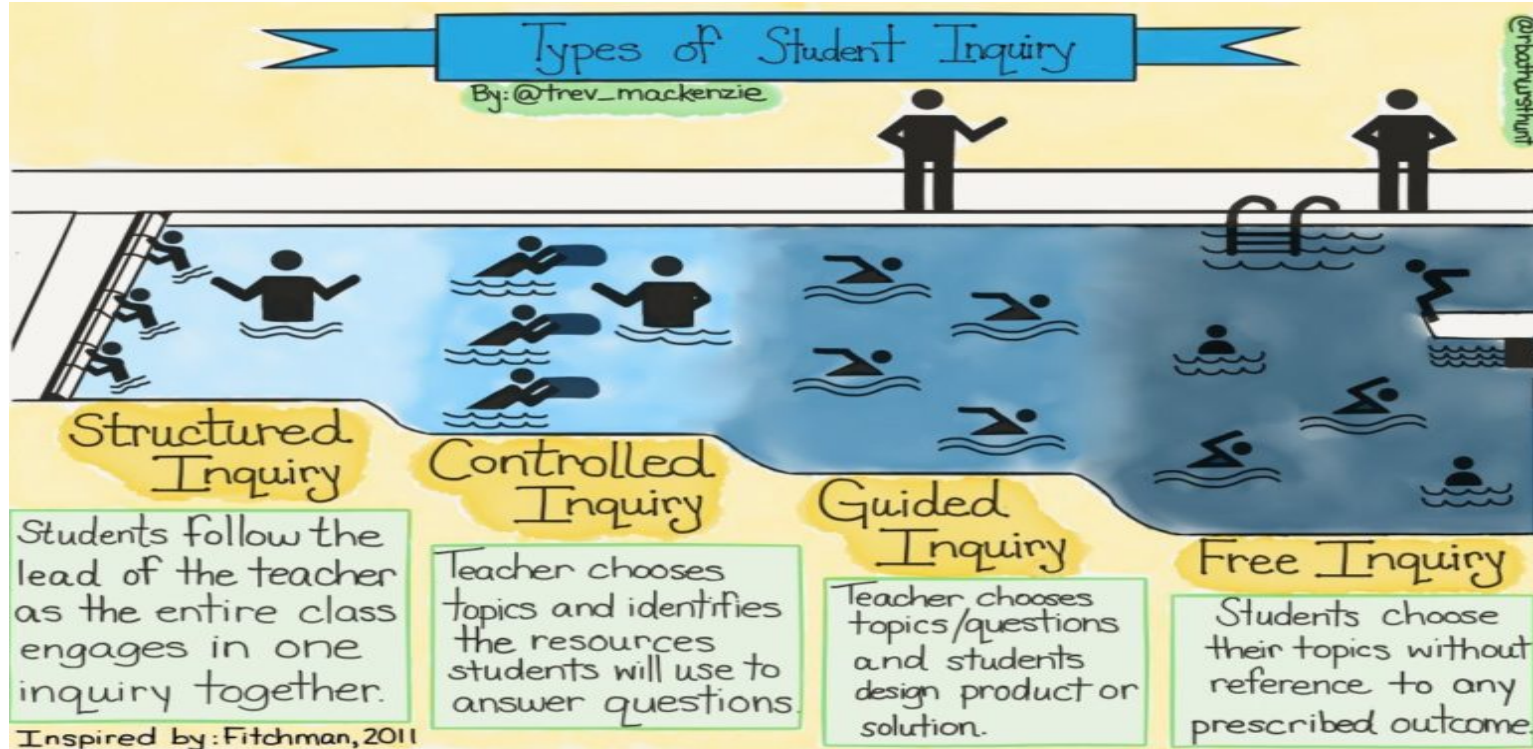 Types of Student Inquiry
By: @trev_mackenzie
@rboothursthunt
Structured
Inquiry
Students follow the
lead of the teacher
as the entire class
engages in one
inquiry together.
Controlled
Inquiry
Teacher chooses
topics and identifies
the resources
students will use to
answer questions.
Guided
Inquiry
Teacher chooses
topics/questions
and students
design product or
solution.
Free Inquiry
Students choose
their topics without
reference to any
prescribed outcome.
Inspired by: Fitchman, 2011